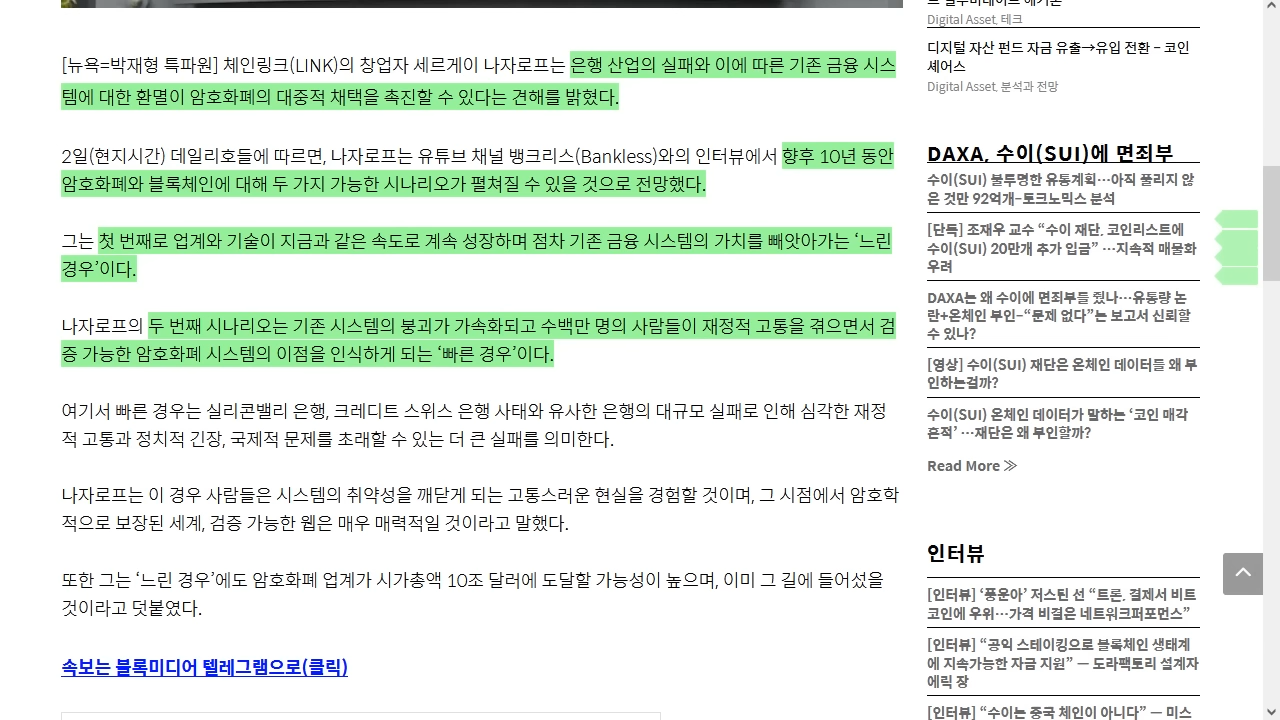 [뉴욕=박재형 특파원] 체인링크(LINK)의 창업자 세르게이 나자로프는 은행 산업의 실패와 이에 따른 기존 금융 시스
템에 대한 환멸이 암호화폐의 대중적 채택을 촉진할 수 있다는 견해를 밝혔다.
2일(현지시간) 데일리호들에 따르면, 나자로프는 유튜브 채널 뱅크리스(Bankless)와의 인터뷰에서 향후 10년 동안
암호화폐와 블록체인에 대해 두 가지 가능한 시나리오가 펼쳐질 수 있을 것으로 전망했다.
그는 첫 번째로 업계와 기술이 지금과 같은 속도로 계속 성장하며 점차 기존 금융 시스템의 가치를 빼앗아가는 ‘느린
경우’이다.
나자로프의 두 번째 시나리오는 기존 시스템의 붕괴가 가속화되고 수백만 명의 사람들이 재정적 고통을 겪으면서 검
증 가능한 암호화폐 시스템의 이점을 인식하게 되는 ‘빠른 경우’이다.
여기서 빠른 경우는 실리콘밸리 은행, 크레디트 스위스 은행 사태와 유사한 은행의 대규모 실패로 인해 심각한 재정
적 고통과 정치적 긴장, 국제적 문제를 초래할 수 있는 더 큰 실패를 의미한다.
나자로프는 이 경우 사람들은 시스템의 취약성을 깨닫게 되는 고통스러운 현실을 경험할 것이며, 그 시점에서 암호학
적으로 보장된 세계, 검증 가능한 웹은 매우 매력적일 것이라고 말했다.
또한 그는 ‘느린 경우’에도 암호화폐 업계가 시가총액 10조 달러에 도달할 가능성이 높으며, 이미 그 길에 들어섰을
것이라고 덧붙였다.
속보는 블록미디어 텔레그램으로(클릭)
Digital Asset, 테크
디지털 자산 펀드 자금 유출→유입 전환 – 코인
셰어스
Digital Asset, 분석과 전망
DAXA, 수이(SUI)에 면죄부
수이(SUI) 불투명한 유통계획…아직 풀리지 않
은 것만 92억개–토크노믹스 분석
[단독] 조재우 교수 “수이 재단, 코인리스트에
수이(SUI) 20만개 추가 입금” …지속적 매물화
우려
DAXA는 왜 수이에 면죄부를 줬나…유통량 논
란+온체인 부인–“문제 없다”는 보고서 신뢰할
수 있나?
[영상] 수이(SUI) 재단은 온체인 데이터를 왜 부
인하는걸까?
수이(SUI) 온체인 데이터가 말하는 ‘코인 매각
흔적’ …재단은 왜 부인할까?
Read More ≫
인터뷰
[인터뷰] ‘풍운아’ 저스틴 선 “트론, 결제서 비트
코인에 우위…가격 비결은 네트워크퍼포먼스”
[인터뷰] “공익 스테이킹으로 블록체인 생태계
에 지속가능한 자금 지원” — 도라팩토리 설계자
에릭 장
[인터뷰] “수이는 중국 체인이 아니다” — 미스